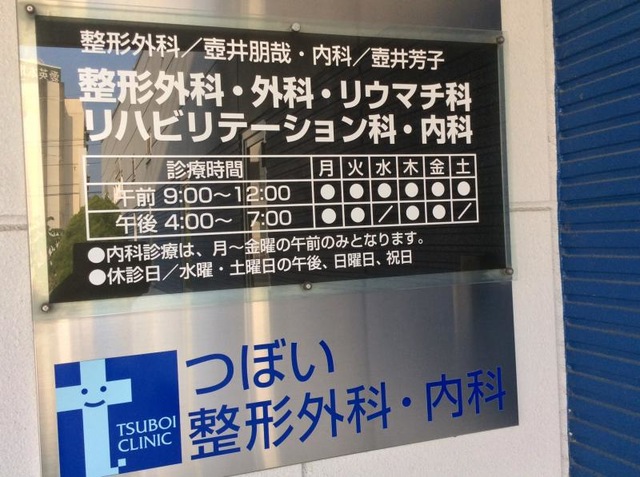 整形外科／壺井朋哉・内科／壺井芳子
整形外科・外科・リウマチ科
リハビリテーション科・内科
診療時間 月 火 水 木 金 土
午前 9:00〜12:00 ● ● ● ● ● ●
午後 4:00〜 7:00 ● ● ／ ● ● ／
●内科診療は、月〜金曜の午前のみとなります。
●休診日／水曜・土曜日の午後、日曜日、祝日
つぼい
整形外科・内科
TSUBOI
CLINIC